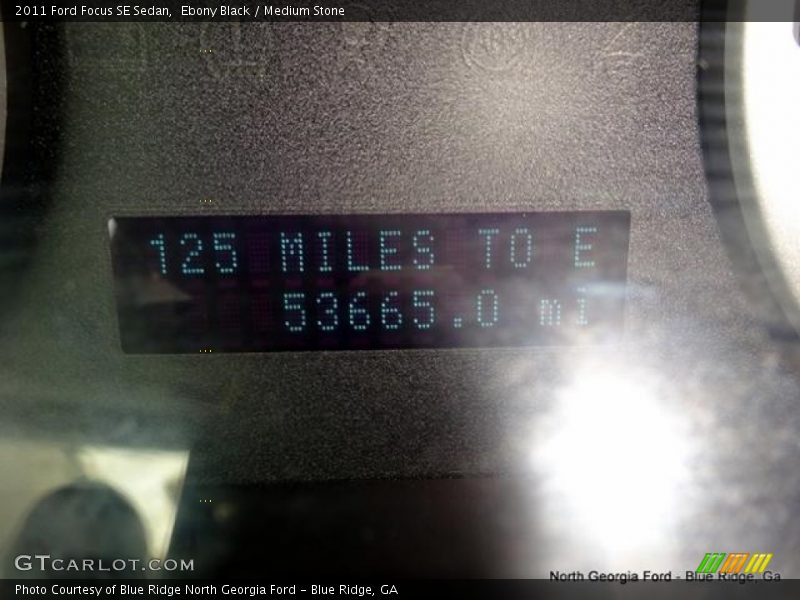 2011 Ford Focus SE Sedan,  Ebony Black / Medium Stone
125 MILES TO E
53665.0 mi
GTCARLOT.COM
North Georgia Ford - Blue Ridge, Ga
Photo Courtesy of Blue Ridge North Georgia Ford – Blue Ridge, GA